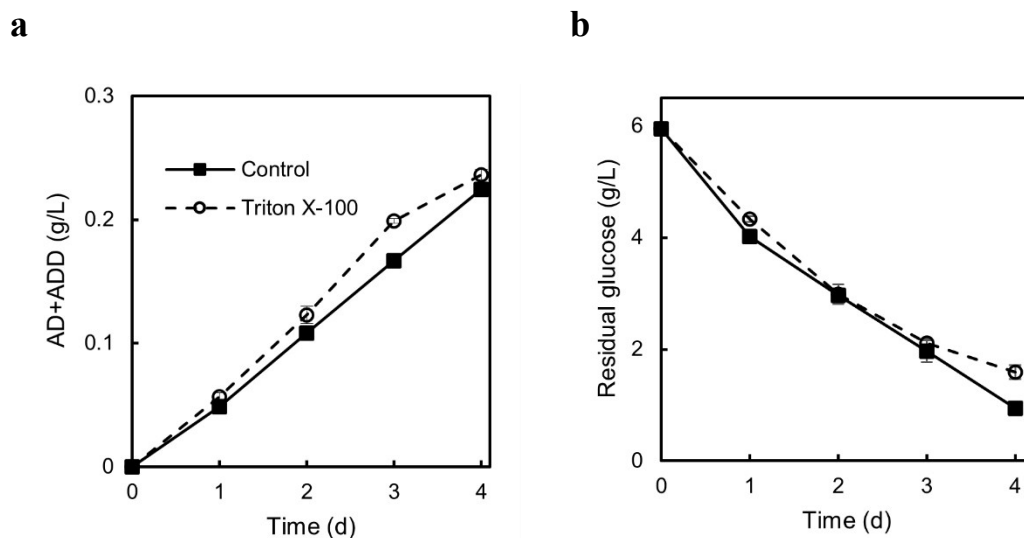 a
b
0.3
0.2
0.1
0
AD+ADD (g/L)
Control
Triton X-100
0 1 2 3 4
Time (d)
6
4
2
0
Residual glucose (g/L)
0 1 2 3 4
Time (d)